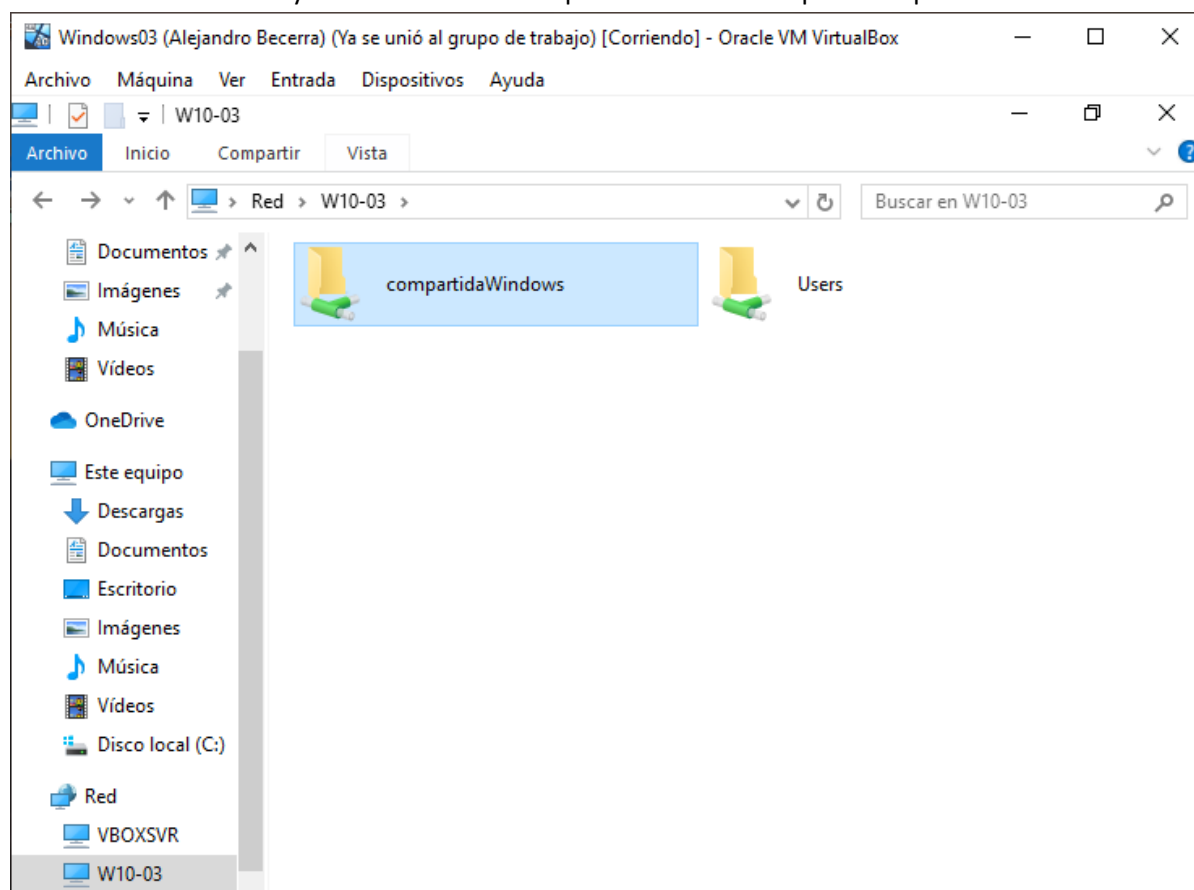 Windows03 (Alejandro Becerra) (Ya se unió al grupo de trabajo) [Corriendo] - Oracle VM VirtualBox
Archivo Máquina Ver Entrada Dispositivos Ayuda
W10-03
Archivo Inicio Compartir Vista
Red > W10-03 >
Buscar en W10-03
Documentos
Imágenes
Música
Vídeos
OneDrive
Este equipo
Descargas
Documentos
Escritorio
Imágenes
Música
Vídeos
Disco local (C:)
Red
VBOXSVR
W10-03
compartidaWindows
Users